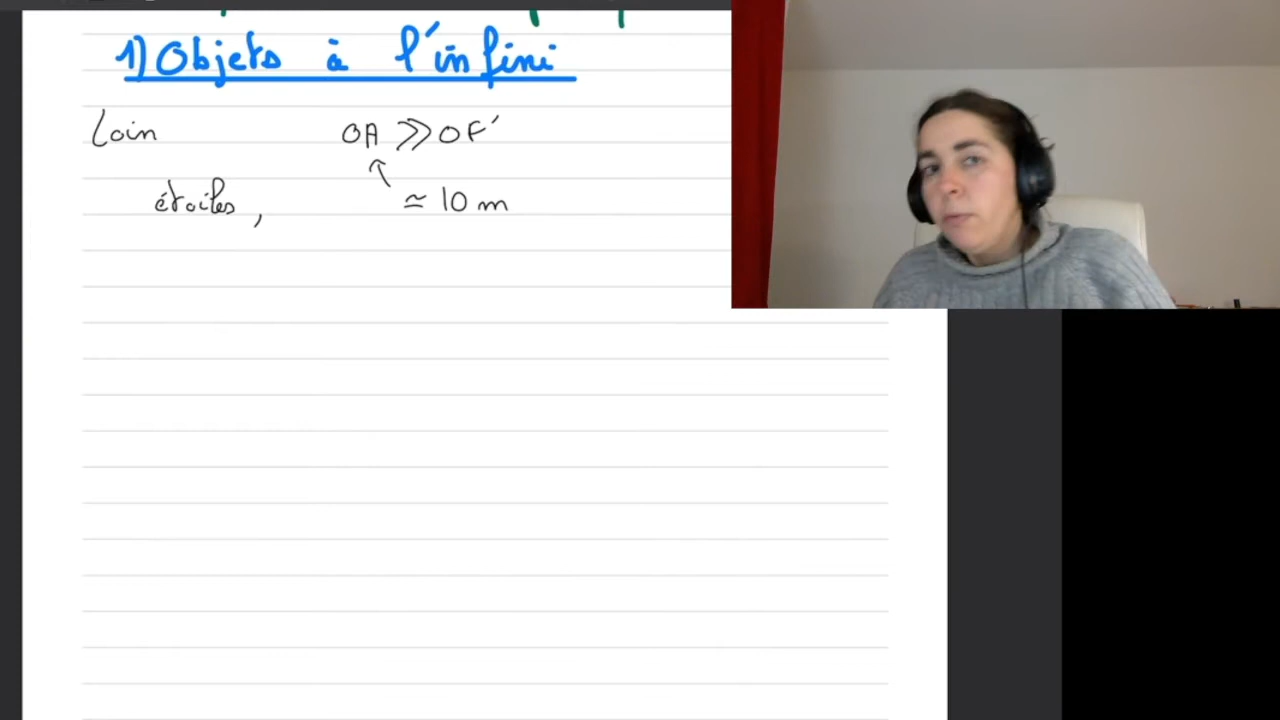 1) Objets à l'infini
Loin OA >> OF'
étoiles, ≃ 10 m